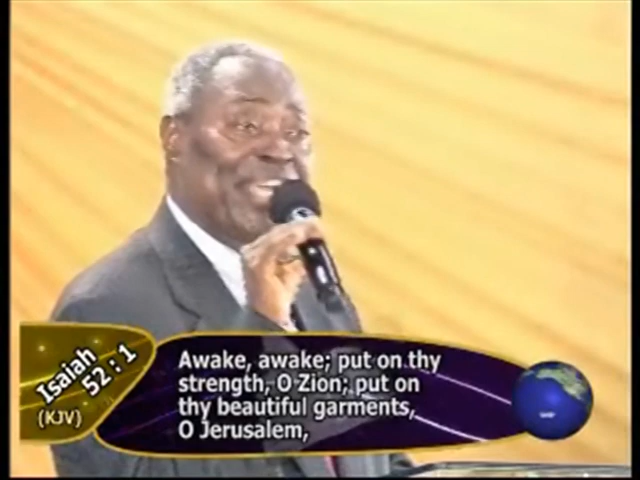 Isaiah
52 : 1
(KJV)
Awake, awake; put on thy
strength, O Zion; put on
thy beautiful garments,
O Jerusalem,